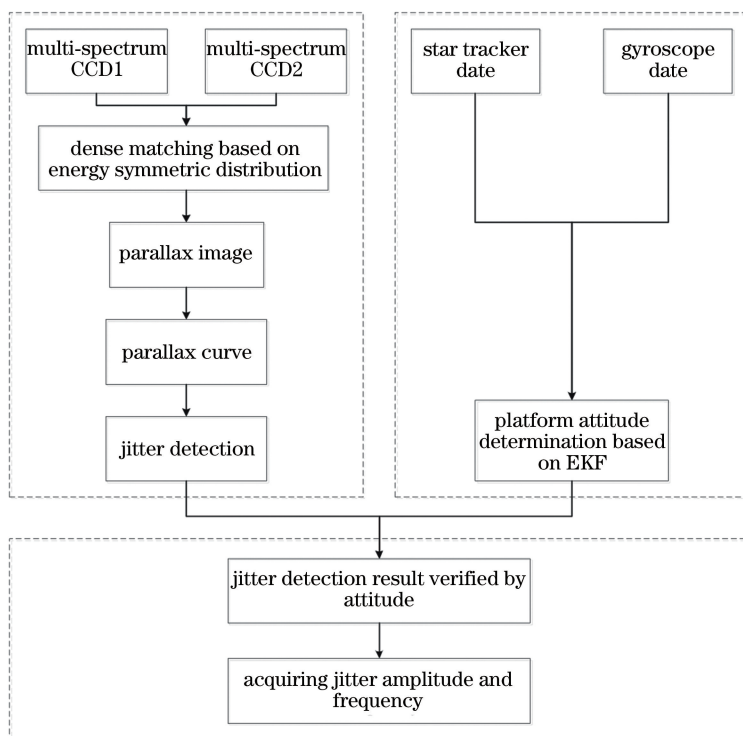 multi-spectrum
CCD1
multi-spectrum
CCD2
dense matching based on
energy symmetric distribution
parallax image
parallax curve
jitter detection
star tracker
date
gyroscope
date
platform attitude
determination based
on EKF
jitter detection result verified by
attitude
acquiring jitter amplitude and
frequency